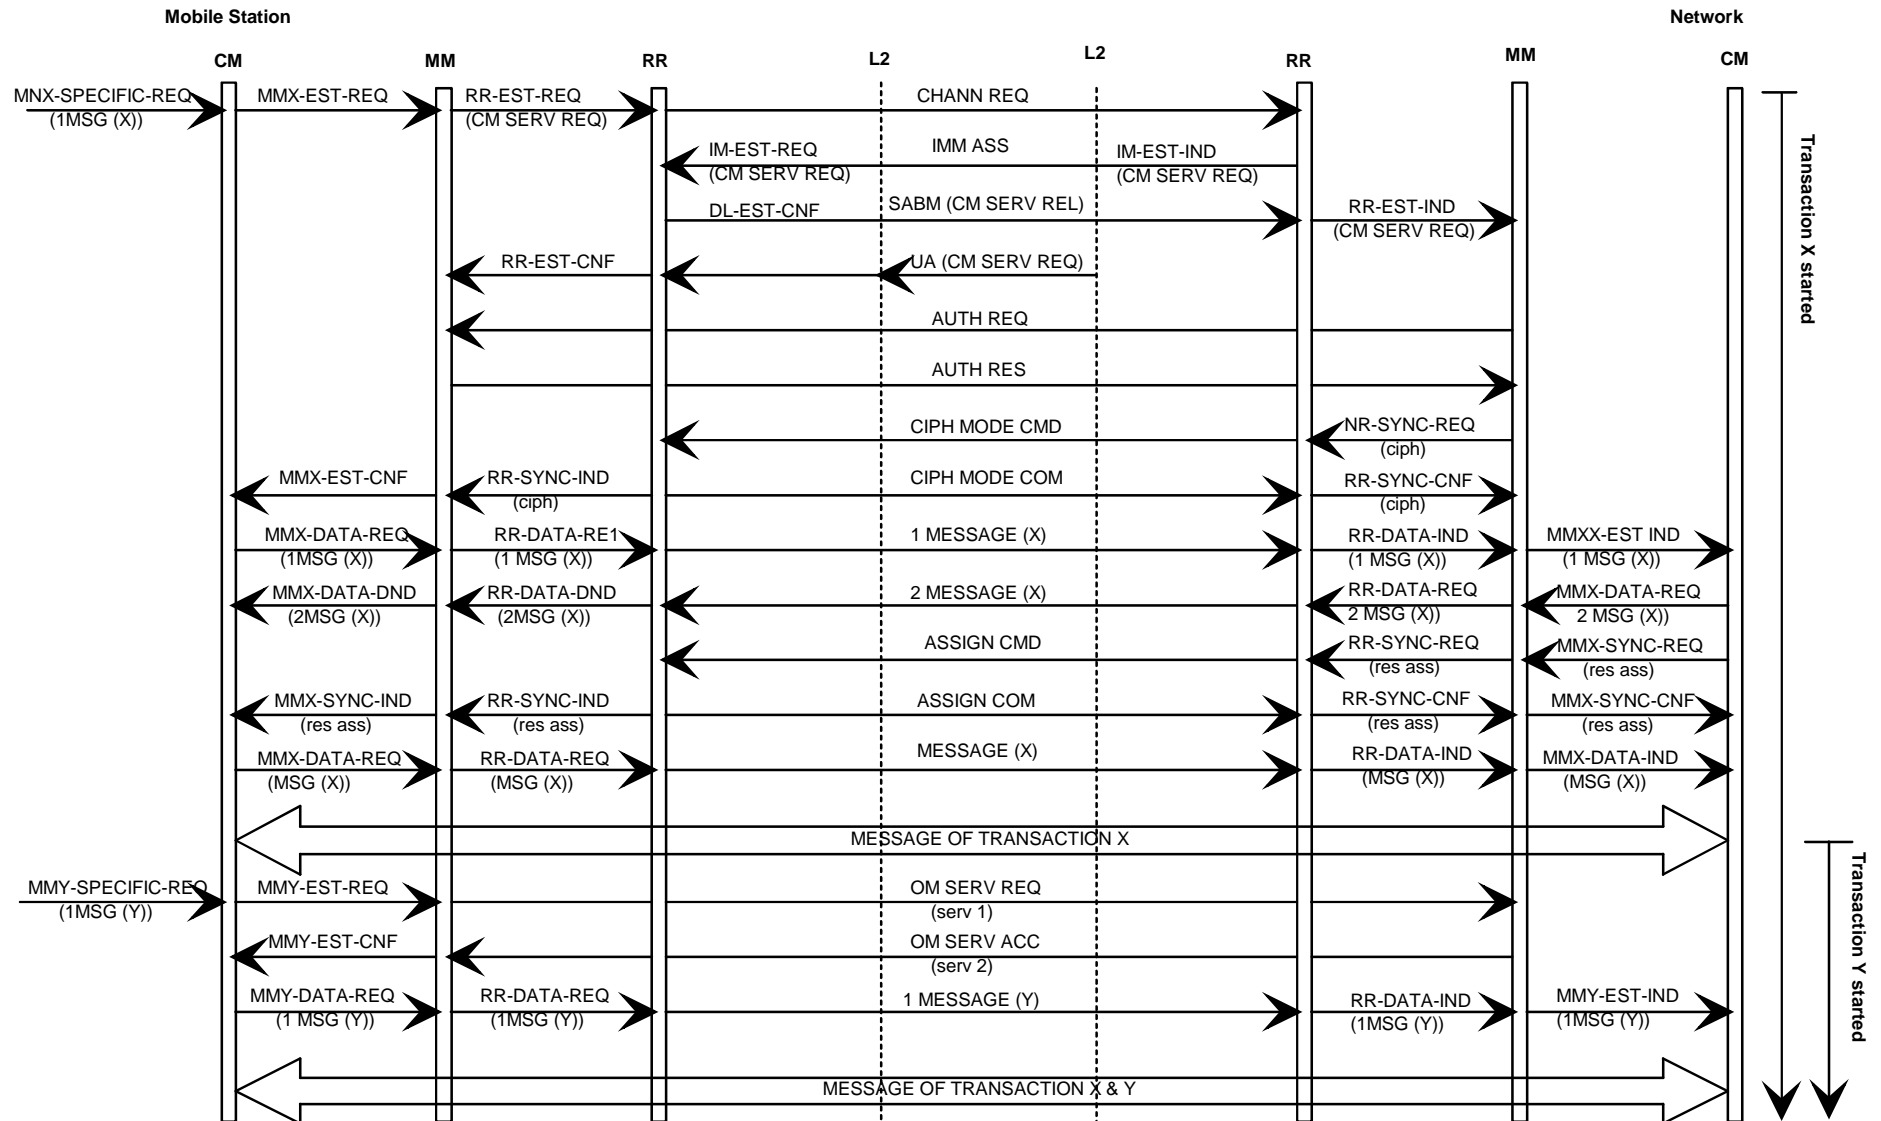 Mobile Station
Network
CM
MM
RR
L2
L2
RR
MM
CM
MNX-SPECIFIC-REQ
(1MSG (X))
MMX-EST-REQ
RR-EST-REQ
(CM SERV REQ)
CHANN REQ
IM-EST-REQ
(CM SERV REQ)
IMM ASS
IM-EST-IND
(CM SERV REQ)
DL-EST-CNF
SABM (CM SERV REL)
RR-EST-IND
(CM SERV REQ)
RR-EST-CNF
UA (CM SERV REQ)
AUTH REQ
AUTH RES
CIPH MODE CMD
NR-SYNC-REQ
(ciph)
MMX-EST-CNF
RR-SYNC-IND
(ciph)
CIPH MODE COM
RR-SYNC-CNF
(ciph)
MMX-DATA-REQ
(1MSG (X))
RR-DATA-RE1
(1 MSG (X))
1 MESSAGE (X)
RR-DATA-IND
(1 MSG (X))
MMXX-EST IND
(1 MSG (X))
MMX-DATA-DND
(2MSG (X))
RR-DATA-DND
(2MSG (X))
2 MESSAGE (X)
RR-DATA-REQ
2 MSG (X))
MMX-DATA-REQ
2 MSG (X))
ASSIGN CMD
RR-SYNC-REQ
(res ass)
MMX-SYNC-REQ
(res ass)
MMX-SYNC-IND
(res ass)
RR-SYNC-IND
(res ass)
ASSIGN COM
RR-SYNC-CNF
(res ass)
MMX-SYNC-CNF
(res ass)
MMX-DATA-REQ
(MSG (X))
RR-DATA-REQ
(MSG (X))
MESSAGE (X)
RR-DATA-IND
(MSG (X))
MMX-DATA-IND
(MSG (X))
MESSAGE OF TRANSACTION X
MMY-SPECIFIC-REQ
(1MSG (Y))
MMY-EST-REQ
OM SERV REQ
(serv 1)
MMY-EST-CNF
OM SERV ACC
(serv 2)
MMY-DATA-REQ
(1 MSG (Y))
RR-DATA-REQ
(1MSG (Y))
1 MESSAGE (Y)
RR-DATA-IND
(1MSG (Y))
MMY-EST-IND
(1MSG (Y))
MESSAGE OF TRANSACTION X & Y
Transaction X started
Transaction Y started